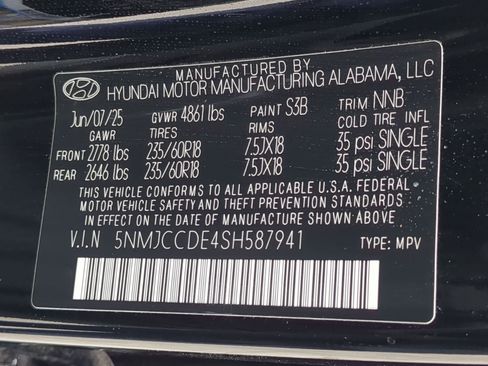 MANUFACTURED BY
HYUNDAI MOTOR MANUFACTURING ALABAMA, LLC
Jun/07/25 GVWR 4861 lbs PAINT S3B TRIM NNB
GAWR TIRES RIMS COLD TIRE INFL
FRONT 2778 lbs 235/60R18 7.5JX18 35 psi SINGLE
REAR 2646 lbs 235/60R18 7.5JX18 35 psi SINGLE
THIS VEHICLE CONFORMS TO ALL APPLICABLE U.S.A. FEDERAL
MOTOR VEHICLE SAFETY AND THEFT PREVENTION STANDARDS
IN EFFECT ON THE DATE OF MANUFACTURE SHOWN ABOVE.
V.I.N 5NMJCCDE4SH587941 TYPE: MPV